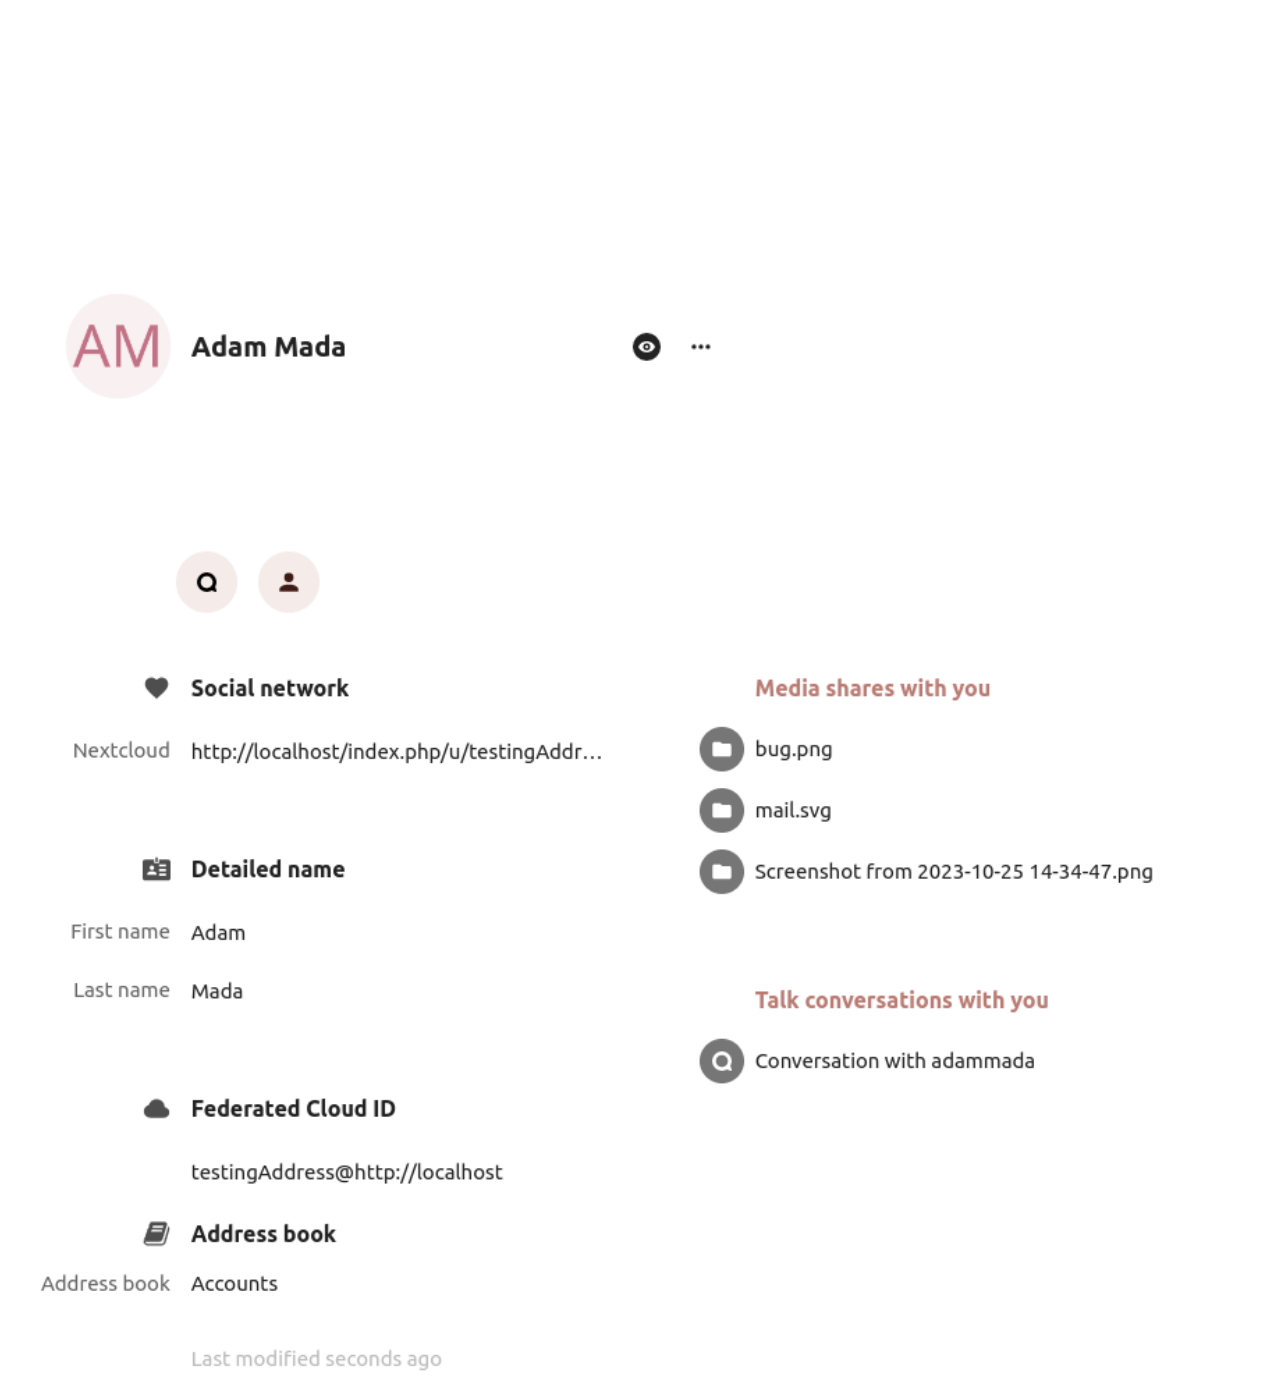 AM
Adam Mada
Social network
Nextcloud http://localhost/index.php/u/testingAddr…
Detailed name
First name Adam
Last name Mada
Federated Cloud ID
testingAddress@http://localhost
Address book
Address book Accounts
Last modified seconds ago
Media shares with you
bug.png
mail.svg
Screenshot from 2023-10-25 14-34-47.png
Talk conversations with you
Conversation with adammada